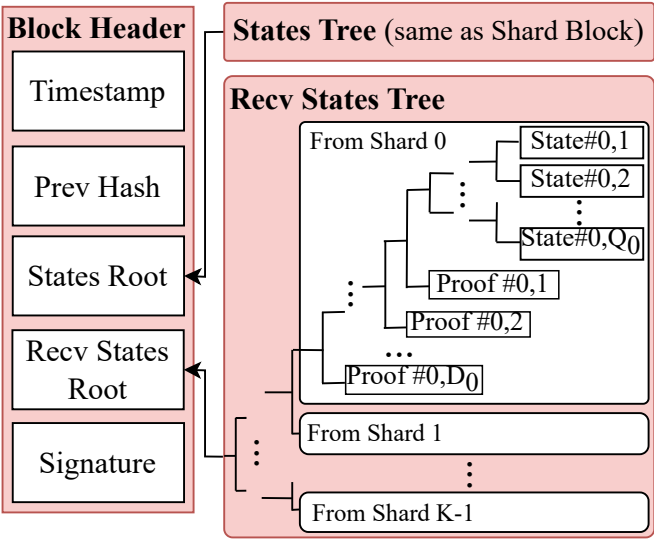 Block Header
Timestamp
Prev Hash
States Root
Recv States
Root
Signature
States Tree (same as Shard Block)
Recv States Tree
From Shard 0
State#0,1
State#0,2
State#0,Q0
Proof #0,1
Proof #0,2
...
Proof #0,D0
From Shard 1
From Shard K-1